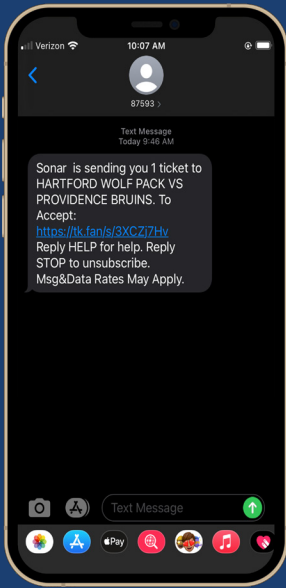 Verizon 10:07 AM
87593 >
Text Message
Today 9:46 AM
Sonar is sending you 1 ticket to
HARTFORD WOLF PACK VS
PROVIDENCE BRUINS. To
Accept:
https://tk.fan/s/3XCZj7Hv
Reply HELP for help. Reply
STOP to unsubscribe.
Msg&Data Rates May Apply.
Text Message
Pay